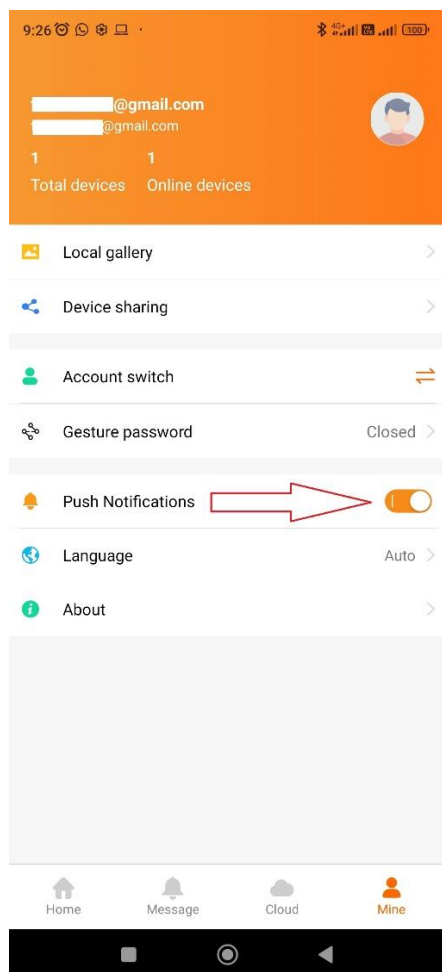 9:26
4G+
100
@gmail.com
@gmail.com
1 1
Total devices Online devices
Local gallery
Device sharing
Account switch
Gesture password Closed
Push Notifications
Language Auto
About
Home Message Cloud Mine